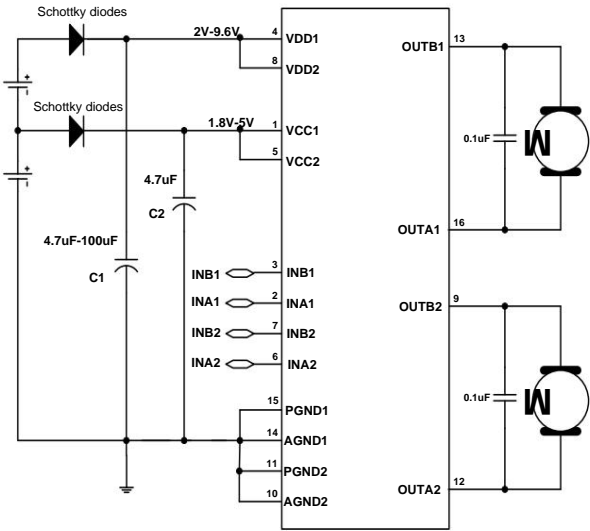 Schottky diodes
2V-9.6V
4
VDD1
8
VDD2
Schottky diodes
1.8V-5V
1
VCC1
5
VCC2
4.7uF
C2
4.7uF-100uF
C1
INB1
3
INB1
INA1
2
INA1
INB2
7
INB2
INA2
6
INA2
15
PGND1
14
AGND1
11
PGND2
10
AGND2
OUTB1
13
0.1uF
M
OUTA1
16
OUTB2
9
0.1uF
M
OUTA2
12